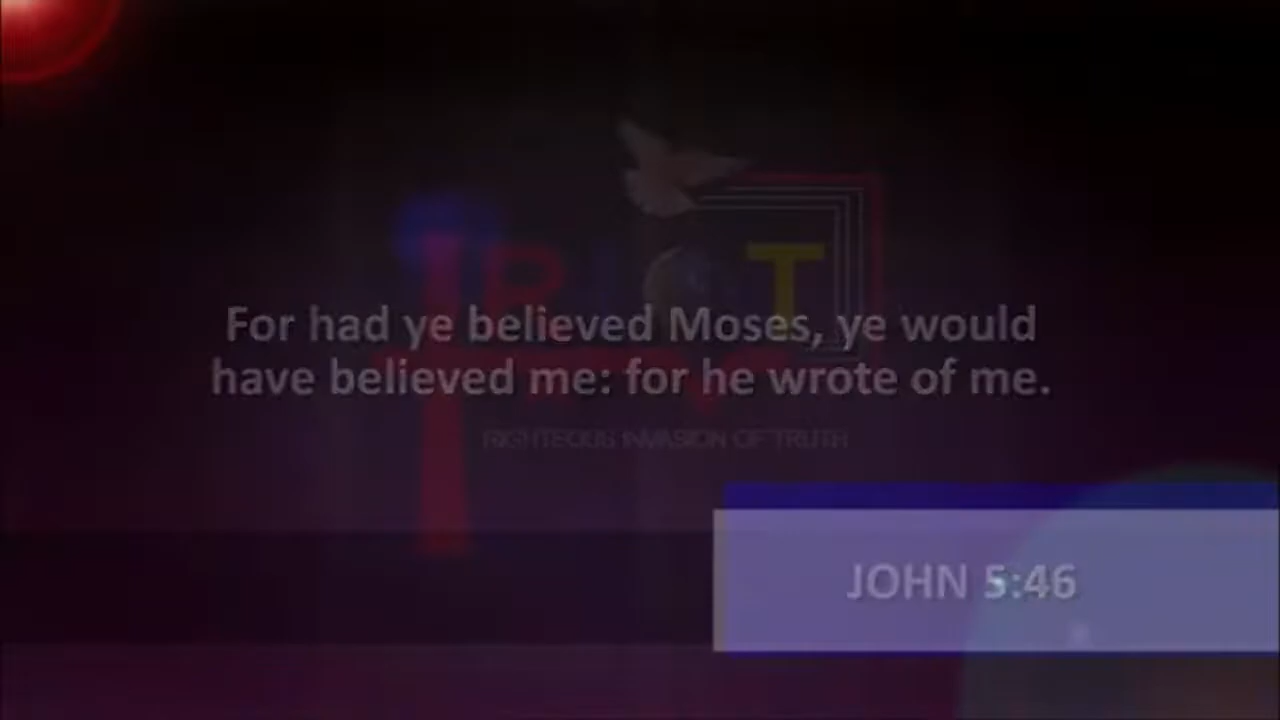 RIOT
For had ye believed Moses, ye would
have believed me: for he wrote of me.
RIGHTEOUS INVASION OF TRUTH
JOHN 5:46